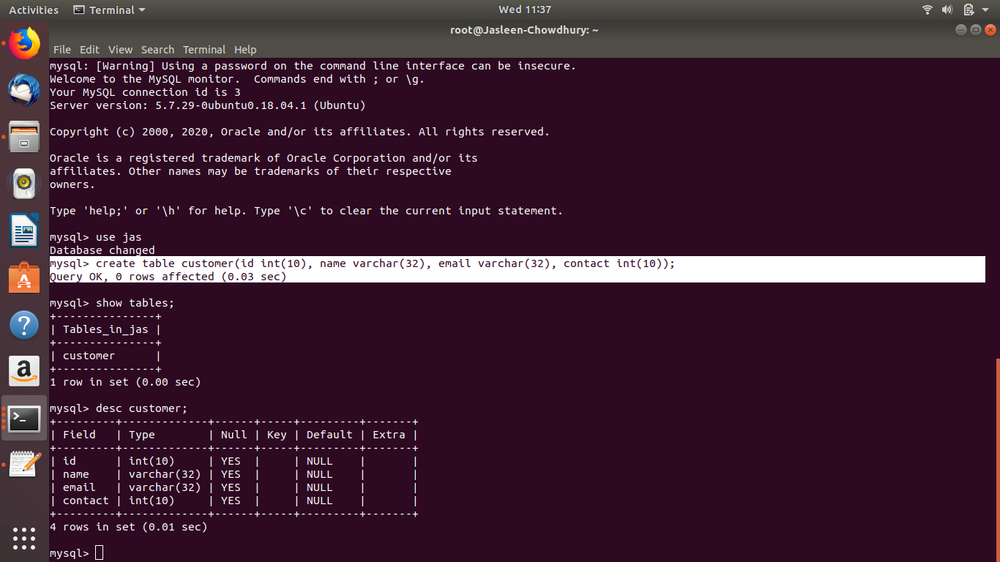 Activities Terminal Wed 11:37
root@Jasleen-Chowdhury: ~
File Edit View Search Terminal Help
mysql: [Warning] Using a password on the command line interface can be insecure.
Welcome to the MySQL monitor.  Commands end with ; or \g.
Your MySQL connection id is 3
Server version: 5.7.29-0ubuntu0.18.04.1 (Ubuntu)
Copyright (c) 2000, 2020, Oracle and/or its affiliates. All rights reserved.
Oracle is a registered trademark of Oracle Corporation and/or its
affiliates. Other names may be trademarks of their respective
owners.
Type 'help;' or '\h' for help. Type '\c' to clear the current input statement.
mysql> use jas
Database changed
mysql> create table customer(id int(10), name varchar(32), email varchar(32), contact int(10));
Query OK, 0 rows affected (0.03 sec)
mysql> show tables;
+---------------+
| Tables_in_jas |
+---------------+
| customer      |
+---------------+
1 row in set (0.00 sec)
mysql> desc customer;
+---------+-------------+------+-----+---------+-------+
| Field   | Type        | Null | Key | Default | Extra |
+---------+-------------+------+-----+---------+-------+
| id      | int(10)     | YES  |     | NULL    |       |
| name    | varchar(32) | YES  |     | NULL    |       |
| email   | varchar(32) | YES  |     | NULL    |       |
| contact | int(10)     | YES  |     | NULL    |       |
+---------+-------------+------+-----+---------+-------+
4 rows in set (0.01 sec)
mysql>